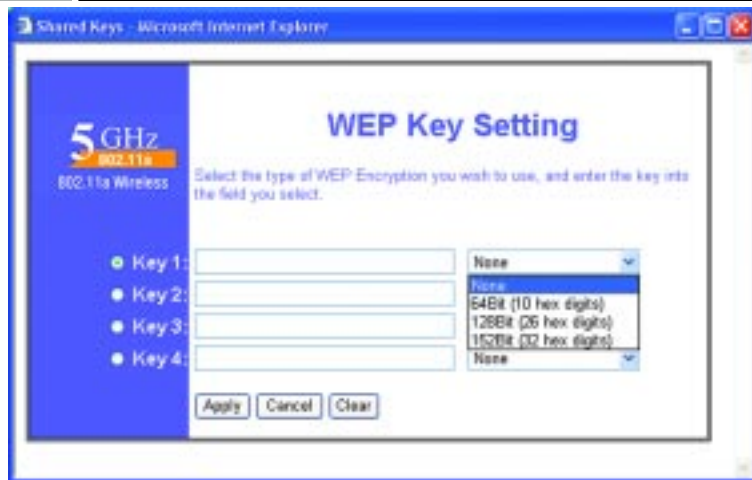 Shared Keys - Microsoft Internet Explorer
5 GHz
802.11a
802.11a Wireless
WEP Key Setting
Select the type of WEP Encryption you wish to use, and enter the key into
the field you select.
Key 1: None
None
64Bit (10 hex digits)
128Bit (26 hex digits)
152Bit (32 hex digits)
Key 2:
Key 3:
Key 4: None
Apply Cancel Clear